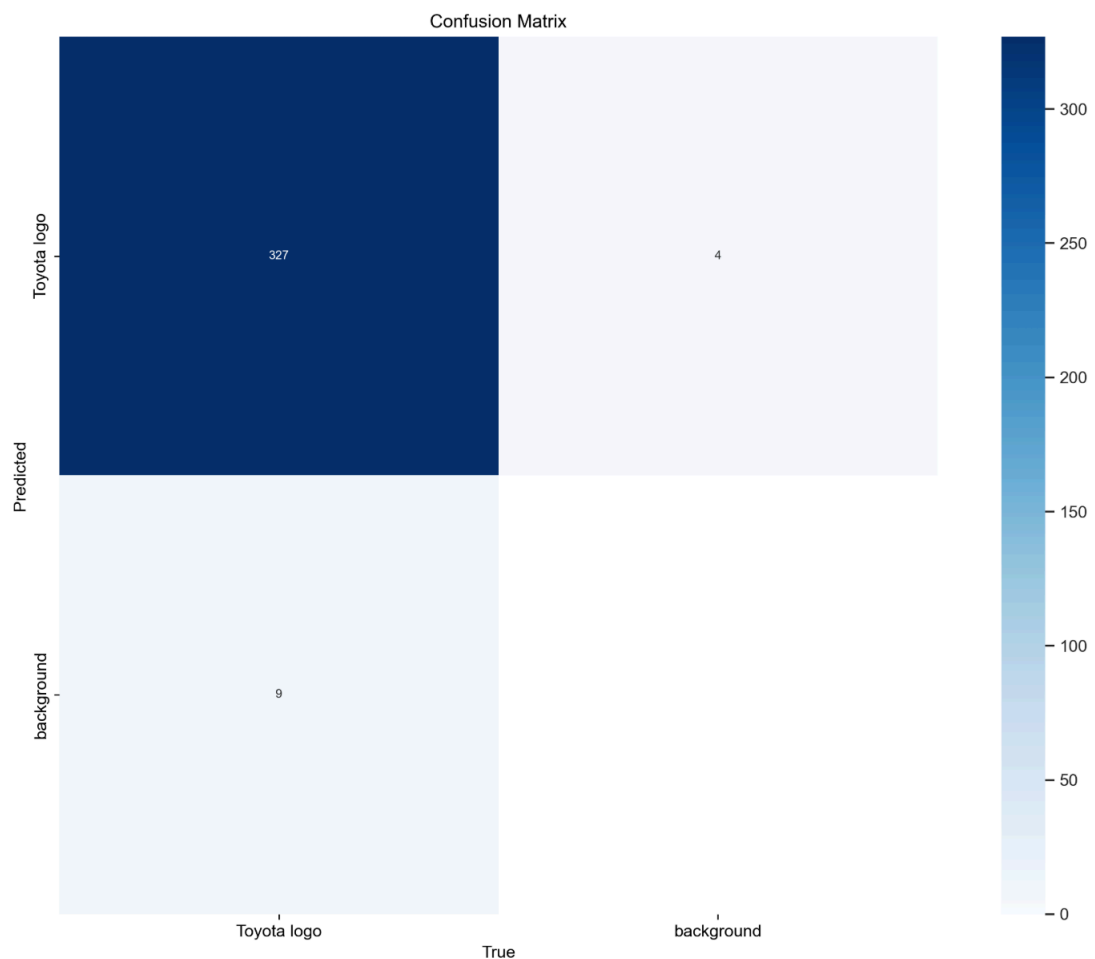 Confusion Matrix
Toyota logo
327
4
300
250
200
150
100
50
0
Predicted
background
9
Toyota logo
background
True